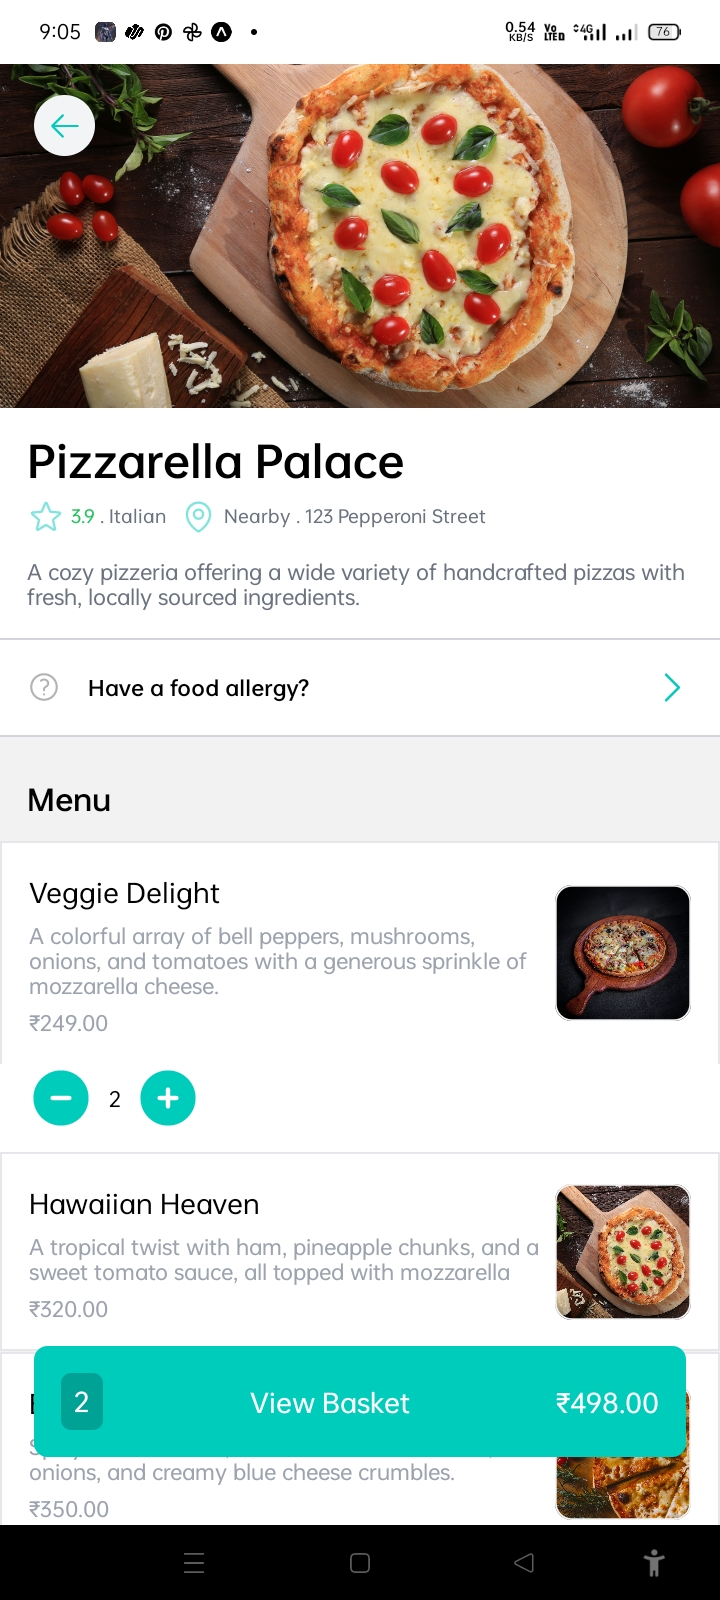 9:05
0.54 KB/S
Vo LTED
4G
76
Pizzarella Palace
3.9 . Italian
Nearby . 123 Pepperoni Street
A cozy pizzeria offering a wide variety of handcrafted pizzas with
fresh, locally sourced ingredients.
Have a food allergy?
Menu
Veggie Delight
A colorful array of bell peppers, mushrooms,
onions, and tomatoes with a generous sprinkle of
mozzarella cheese.
₹249.00
2
Hawaiian Heaven
A tropical twist with ham, pineapple chunks, and a
sweet tomato sauce, all topped with mozzarella
₹320.00
2 View Basket ₹498.00
onions, and creamy blue cheese crumbles.
₹350.00